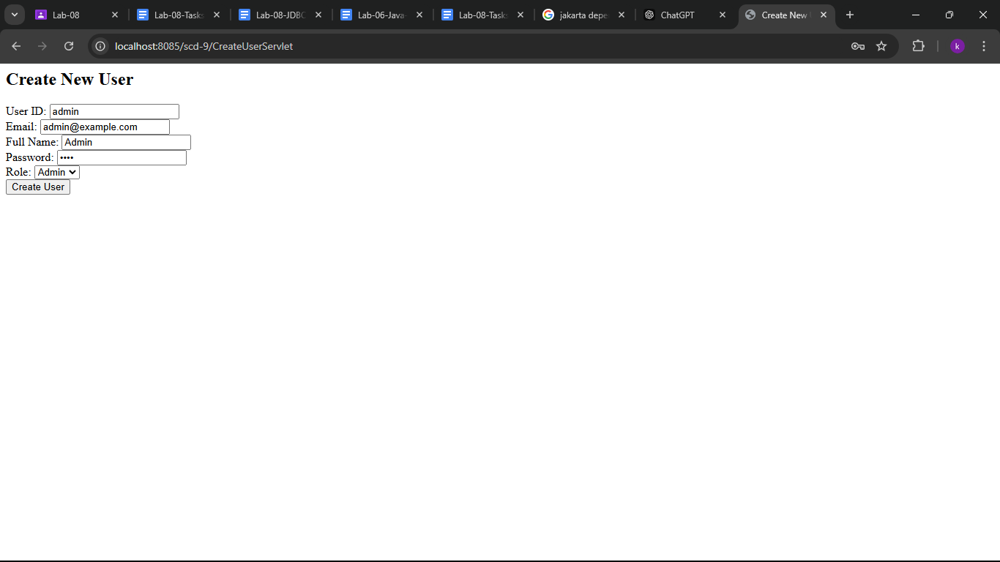 Lab-08
Lab-08-Tasks
Lab-08-JDBC
Lab-06-Java-
Lab-08-Tasks
jakarta depe
ChatGPT
Create New
localhost:8085/scd-9/CreateUserServlet
k
Create New User
User ID: admin
Email: admin@example.com
Full Name: Admin
Password: ••••
Role: Admin
Create User